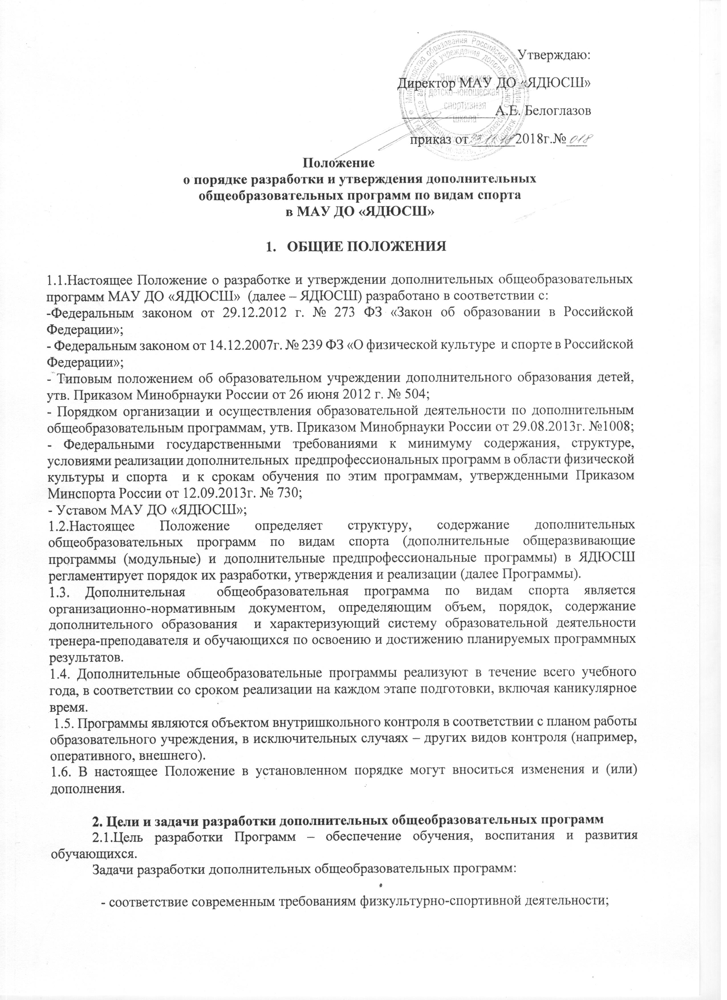 Утверждаю:
Директор МАУ ДО «ЯДЮСШ»
А.Е. Белоглазов
приказ от 2018г.№ 018
Министерство образования Российской Федерации
автономное учреждение дополнительного
"Ялуторовская
детско-юношеская
спортивная
школа"
Положение
о порядке разработки и утверждения дополнительных
общеобразовательных программ по видам спорта
в МАУ ДО «ЯДЮСШ»
1. ОБЩИЕ ПОЛОЖЕНИЯ
1.1.Настоящее Положение о разработке и утверждении дополнительных общеобразовательных
программ МАУ ДО «ЯДЮСШ» (далее – ЯДЮСШ) разработано в соответствии с:
-Федеральным законом от 29.12.2012 г. № 273 ФЗ «Закон об образовании в Российской
Федерации»;
- Федеральным законом от 14.12.2007г. № 239 ФЗ «О физической культуре и спорте в Российской
Федерации»;
- Типовым положением об образовательном учреждении дополнительного образования детей,
утв. Приказом Минобрнауки России от 26 июня 2012 г. № 504;
- Порядком организации и осуществления образовательной деятельности по дополнительным
общеобразовательным программам, утв. Приказом Минобрнауки России от 29.08.2013г. №1008;
- Федеральными государственными требованиями к минимуму содержания, структуре,
условиями реализации дополнительных предпрофессиональных программ в области физической
культуры и спорта и к срокам обучения по этим программам, утвержденными Приказом
Минспорта России от 12.09.2013г. № 730;
- Уставом МАУ ДО «ЯДЮСШ»;
1.2.Настоящее Положение определяет структуру, содержание дополнительных
общеобразовательных программ по видам спорта (дополнительные общеразвивающие
программы (модульные) и дополнительные предпрофессиональные программы) в ЯДЮСШ
регламентирует порядок их разработки, утверждения и реализации (далее Программы).
1.3. Дополнительная общеобразовательная программа по видам спорта является
организационно-нормативным документом, определяющим объем, порядок, содержание
дополнительного образования и характеризующий систему образовательной деятельности
тренера-преподавателя и обучающихся по освоению и достижению планируемых программных
результатов.
1.4. Дополнительные общеобразовательные программы реализуют в течение всего учебного
года, в соответствии со сроком реализации на каждом этапе подготовки, включая каникулярное
время.
1.5. Программы являются объектом внутришкольного контроля в соответствии с планом работы
образовательного учреждения, в исключительных случаях – других видов контроля (например,
оперативного, внешнего).
1.6. В настоящее Положение в установленном порядке могут вноситься изменения и (или)
дополнения.
2. Цели и задачи разработки дополнительных общеобразовательных программ
2.1.Цель разработки Программ – обеспечение обучения, воспитания и развития
обучающихся.
Задачи разработки дополнительных общеобразовательных программ:
- соответствие современным требованиям физкультурно-спортивной деятельности;